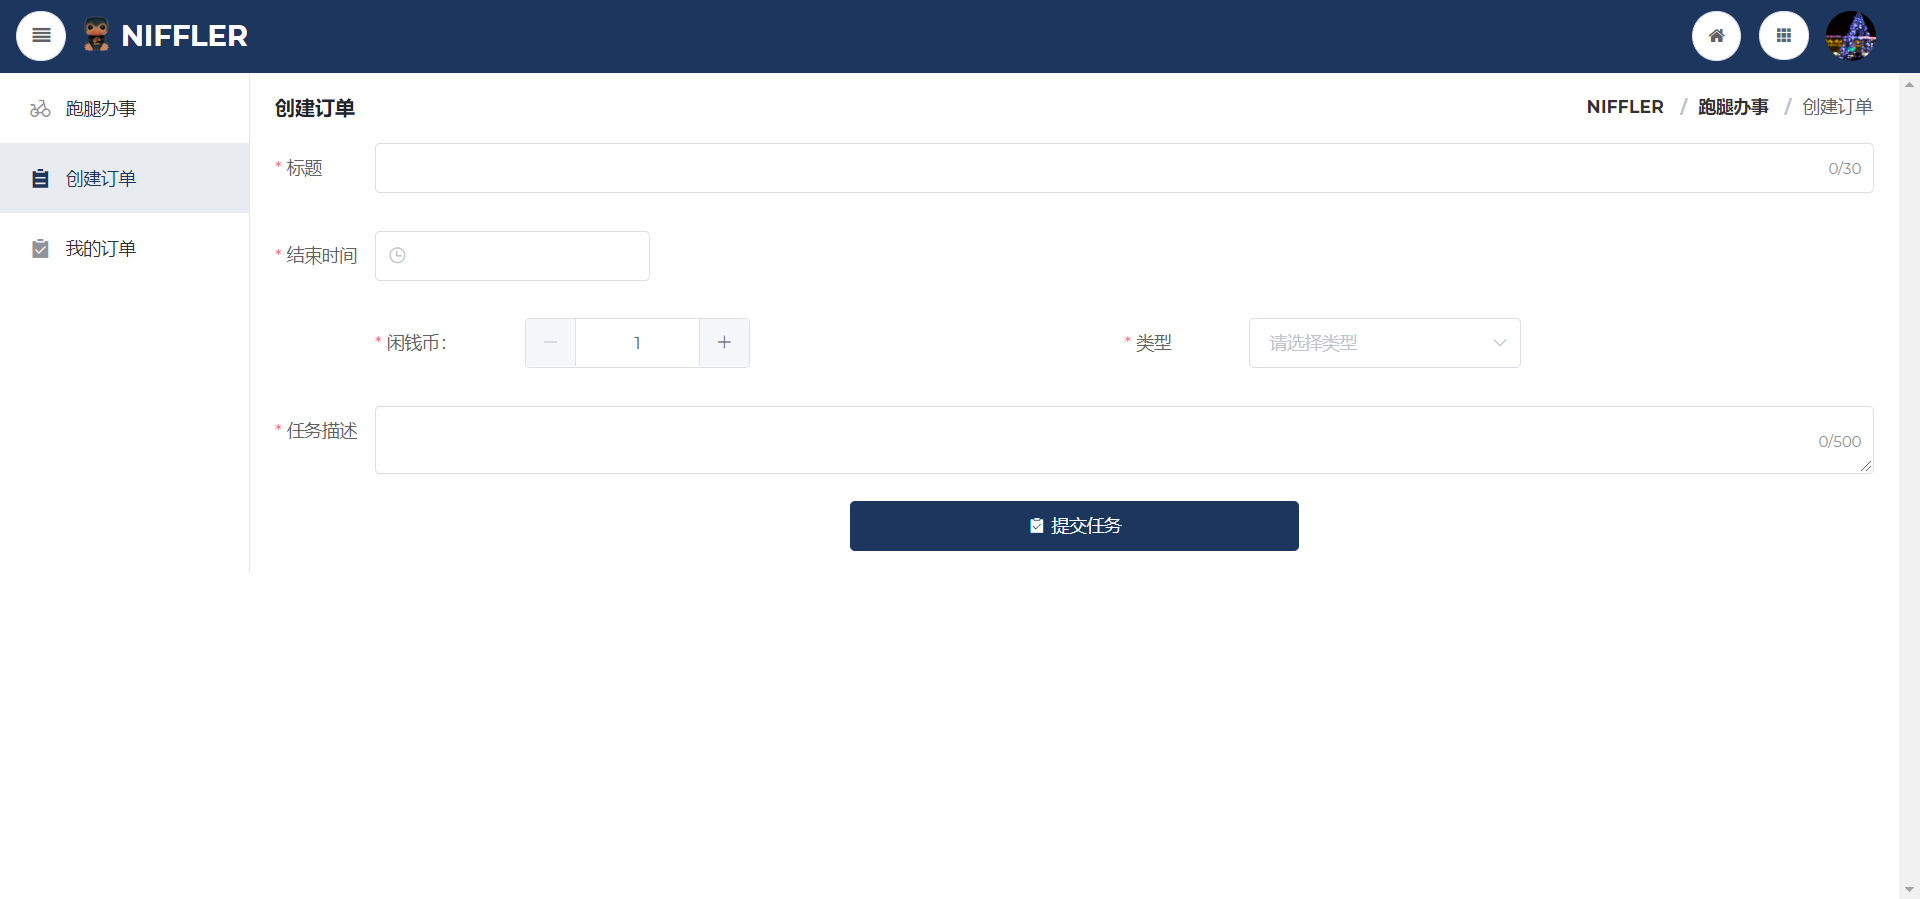 NIFFLER
跑腿办事
创建订单
我的订单
创建订单
NIFFLER / 跑腿办事 / 创建订单
* 标题
0/30
* 结束时间
* 闲钱币：
1
* 类型
请选择类型
* 任务描述
0/500
提交任务